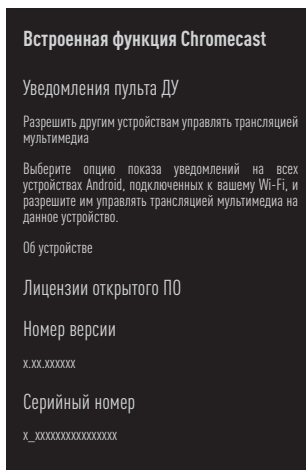 Встроенная функция Chromecast
Уведомления пульта ДУ
Разрешить другим устройствам управлять трансляцией
мультимедиа
Выберите опцию показа уведомлений на всех
устройствах Android, подключенных к вашему Wi-Fi, и
разрешите им управлять трансляцией мультимедиа на
данное устройство.
Об устройстве
Лицензии открытого ПО
Номер версии
x.xx.xxxxxx
Серийный номер
x_xxxxxxxxxxxxxxxx